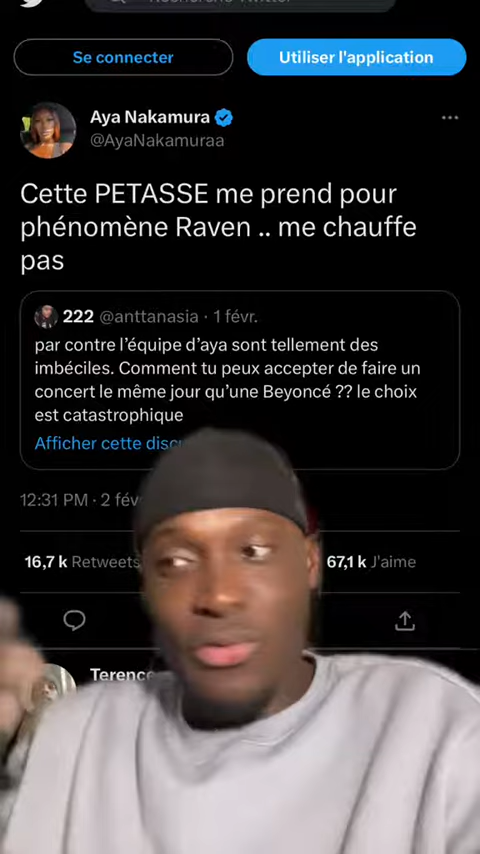 Se connecter
Utiliser l'application
Aya Nakamura
@AyaNakamuraa
Cette PETASSE me prend pour
phénomène Raven .. me chauffe
pas
222 @anttanasia · 1 févr.
par contre l'équipe d'aya sont tellement des
imbéciles. Comment tu peux accepter de faire un
concert le même jour qu'une Beyoncé ?? le choix
est catastrophique
Afficher cette
12:31 PM · 2
16,7 k Retweets
67,1 k J'aime
Terence